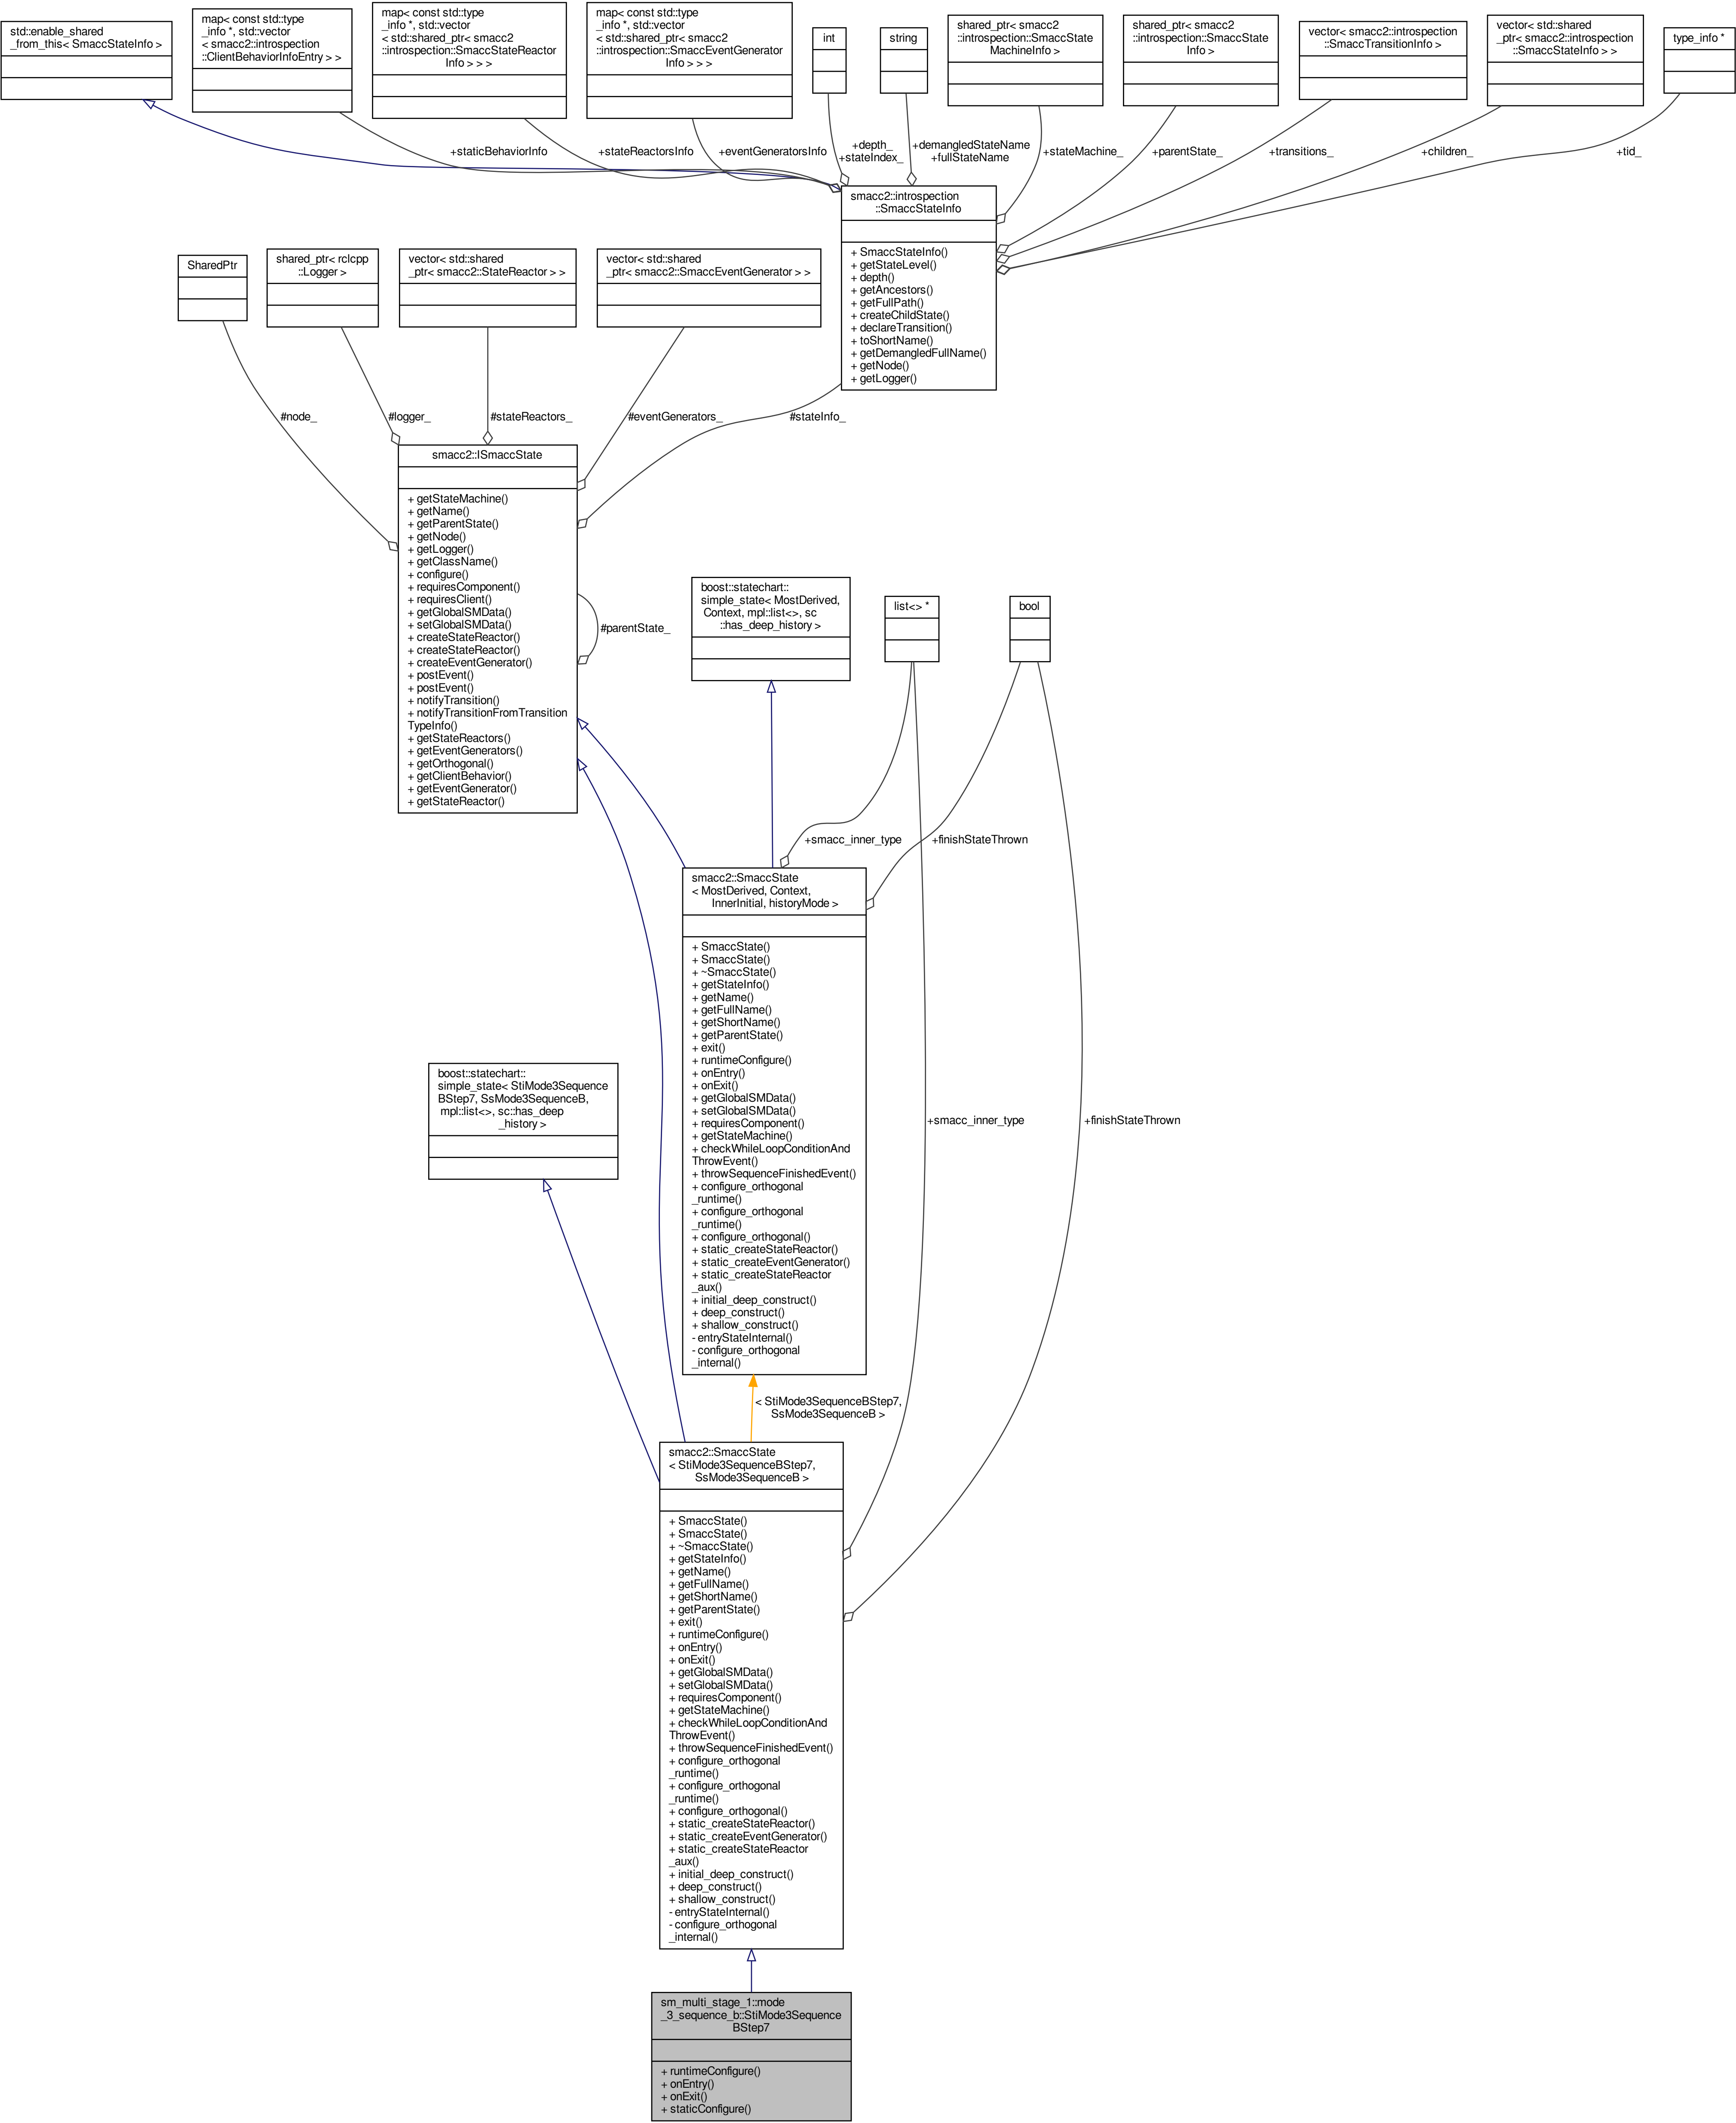 std::enable_shared
_from_this< SmaccStateInfo >
map< const std::type
_info *, std::vector
< smacc2::introspection
::ClientBehaviorInfoEntry > >
map< const std::type
_info *, std::vector
< std::shared_ptr< smacc2
::introspection::SmaccStateReactor
Info > > >
map< const std::type
_info *, std::vector
< std::shared_ptr< smacc2
::introspection::SmaccEventGenerator
Info > > >
int
string
shared_ptr< smacc2
::introspection::SmaccState
MachineInfo >
shared_ptr< smacc2
::introspection::SmaccState
Info >
vector< smacc2::introspection
::SmaccTransitionInfo >
vector< std::shared
_ptr< smacc2::introspection
::SmaccStateInfo > >
type_info *
+staticBehaviorInfo
+stateReactorsInfo
+eventGeneratorsInfo
+depth_
+stateIndex_
+demangledStateName
+fullStateName
+stateMachine_
+parentState_
+transitions_
+children_
+tid_
smacc2::introspection
::SmaccStateInfo
+ SmaccStateInfo()
+ getStateLevel()
+ depth()
+ getAncestors()
+ getFullPath()
+ createChildState()
+ declareTransition()
+ toShortName()
+ getDemangledFullName()
+ getNode()
+ getLogger()
SharedPtr
shared_ptr< rclcpp
::Logger >
vector< std::shared
_ptr< smacc2::StateReactor > >
vector< std::shared
_ptr< smacc2::SmaccEventGenerator > >
#node_
#logger_
#stateReactors_
#eventGenerators_
#stateInfo_
smacc2::ISmaccState
+ getStateMachine()
+ getName()
+ getParentState()
+ getNode()
+ getLogger()
+ getClassName()
+ configure()
+ requiresComponent()
+ requiresClient()
+ getGlobalSMData()
+ setGlobalSMData()
+ createStateReactor()
+ createStateReactor()
+ createEventGenerator()
+ postEvent()
+ postEvent()
+ notifyTransition()
+ notifyTransitionFromTransition
TypeInfo()
+ getStateReactors()
+ getEventGenerators()
+ getOrthogonal()
+ getClientBehavior()
+ getEventGenerator()
+ getStateReactor()
#parentState_
boost::statechart::
simple_state< MostDerived,
Context, mpl::list<>, sc
::has_deep_history >
list<> *
bool
+smacc_inner_type
+finishStateThrown
smacc2::SmaccState
< MostDerived, Context,
InnerInitial, historyMode >
+ SmaccState()
+ SmaccState()
+ ~SmaccState()
+ getStateInfo()
+ getName()
+ getFullName()
+ getShortName()
+ getParentState()
+ exit()
+ runtimeConfigure()
+ onEntry()
+ onExit()
+ getGlobalSMData()
+ setGlobalSMData()
+ requiresComponent()
+ getStateMachine()
+ checkWhileLoopConditionAnd
ThrowEvent()
+ throwSequenceFinishedEvent()
+ configure_orthogonal
_runtime()
+ configure_orthogonal
_runtime()
+ configure_orthogonal()
+ static_createStateReactor()
+ static_createEventGenerator()
+ static_createStateReactor
_aux()
+ initial_deep_construct()
+ deep_construct()
+ shallow_construct()
- entryStateInternal()
- configure_orthogonal
_internal()
boost::statechart::
simple_state< StiMode3Sequence
BStep7, SsMode3SequenceB,
mpl::list<>, sc::has_deep
_history >
+smacc_inner_type
+finishStateThrown
< StiMode3SequenceBStep7,
SsMode3SequenceB >
smacc2::SmaccState
< StiMode3SequenceBStep7,
SsMode3SequenceB >
+ SmaccState()
+ SmaccState()
+ ~SmaccState()
+ getStateInfo()
+ getName()
+ getFullName()
+ getShortName()
+ getParentState()
+ exit()
+ runtimeConfigure()
+ onEntry()
+ onExit()
+ getGlobalSMData()
+ setGlobalSMData()
+ requiresComponent()
+ getStateMachine()
+ checkWhileLoopConditionAnd
ThrowEvent()
+ throwSequenceFinishedEvent()
+ configure_orthogonal
_runtime()
+ configure_orthogonal
_runtime()
+ configure_orthogonal()
+ static_createStateReactor()
+ static_createEventGenerator()
+ static_createStateReactor
_aux()
+ initial_deep_construct()
+ deep_construct()
+ shallow_construct()
- entryStateInternal()
- configure_orthogonal
_internal()
sm_multi_stage_1::mode
_3_sequence_b::StiMode3Sequence
BStep7
+ runtimeConfigure()
+ onEntry()
+ onExit()
+ staticConfigure()